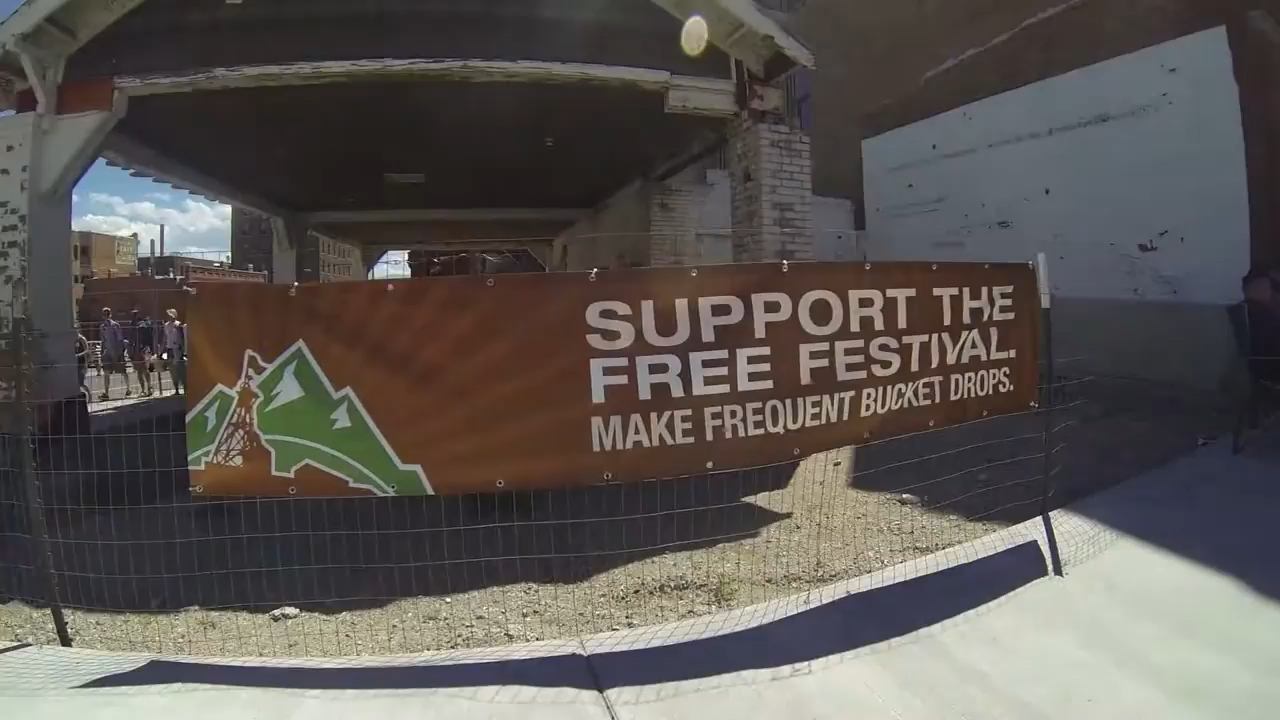 SUPPORT THE
FREE FESTIVAL.
MAKE FREQUENT BUCKET DROPS.